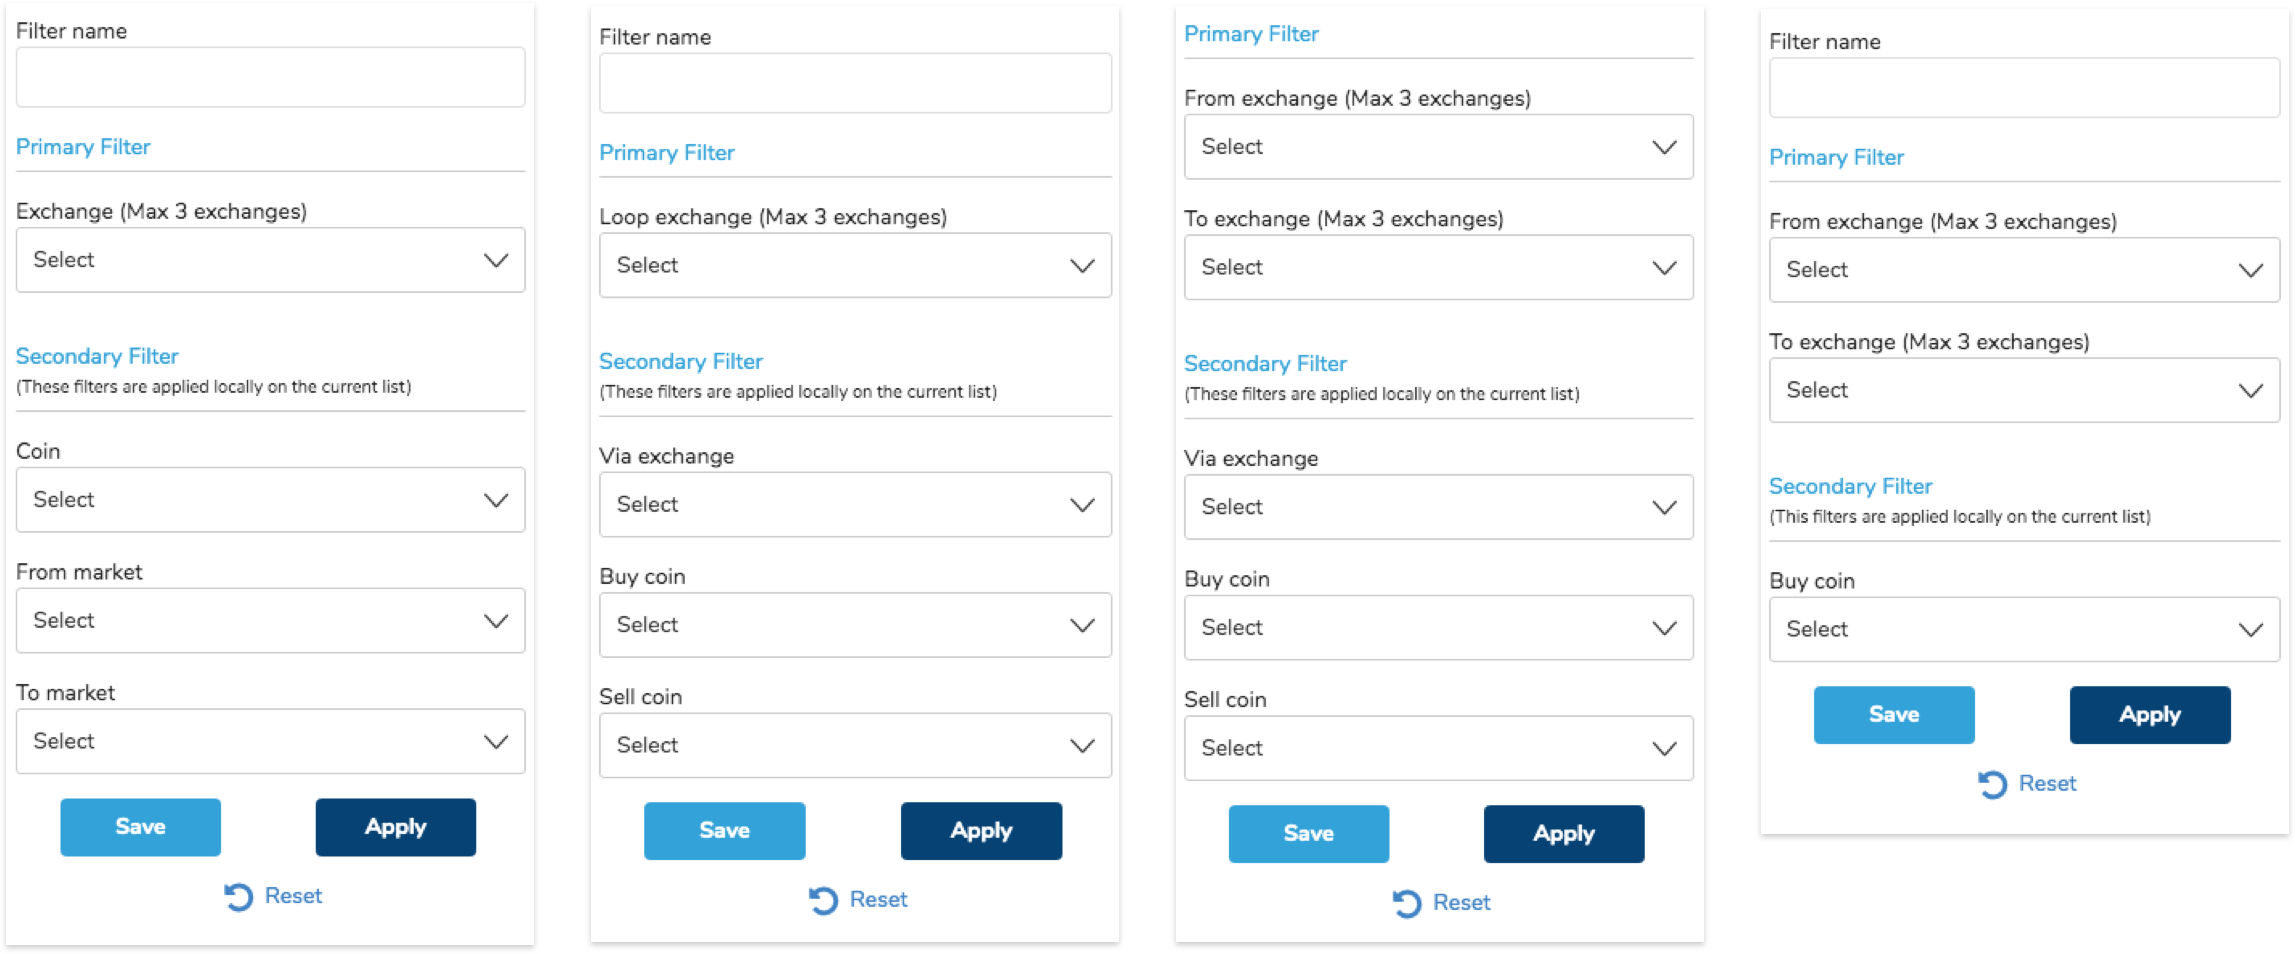 Filter name
Primary Filter
Exchange (Max 3 exchanges)
Select
Secondary Filter
(These filters are applied locally on the current list)
Coin
Select
From market
Select
To market
Select
Save
Apply
Reset
Filter name
Primary Filter
Loop exchange (Max 3 exchanges)
Select
Secondary Filter
(These filters are applied locally on the current list)
Via exchange
Select
Buy coin
Select
Sell coin
Select
Save
Apply
Reset
Primary Filter
From exchange (Max 3 exchanges)
Select
To exchange (Max 3 exchanges)
Select
Secondary Filter
(These filters are applied locally on the current list)
Via exchange
Select
Buy coin
Select
Sell coin
Select
Save
Apply
Reset
Filter name
Primary Filter
From exchange (Max 3 exchanges)
Select
To exchange (Max 3 exchanges)
Select
Secondary Filter
(This filters are applied locally on the current list)
Buy coin
Select
Save
Apply
Reset